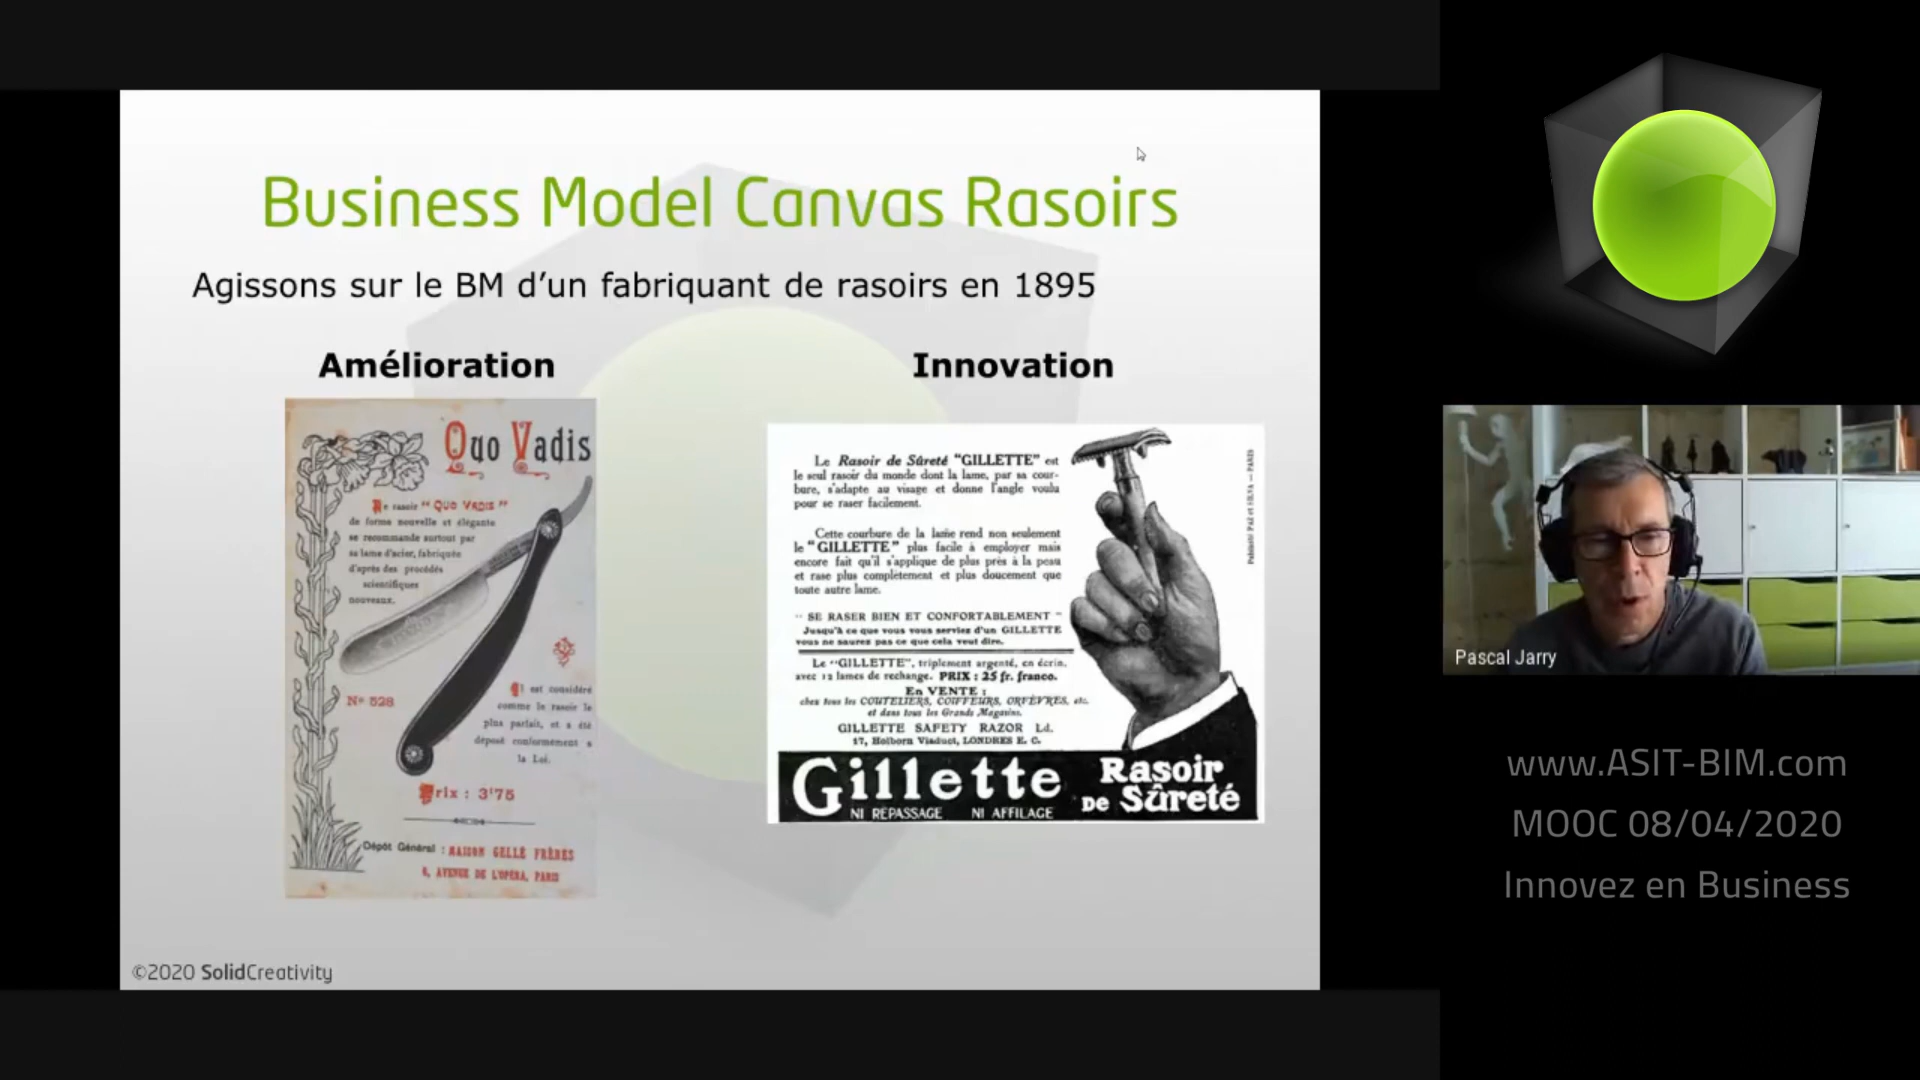 Business Model Canvas Rasoirs
Agissons sur le BM d’un fabriquant de rasoirs en 1895
Amélioration
Quo Vadis
Le rasoir “QUO VADIS”
de forme nouvelle et élégante
se recommande surtout par
sa lame d'acier, fabriquée
d'après des procédés
scientifiques
nouveaux.
N° 528
Il est considéré
comme le rasoir le
plus parfait, et a été
déposé conformément à
la Loi.
Prix : 3f75
Dépôt Général : MAISON GELLÉ FRÈRES
6, AVENUE DE L'OPÉRA, PARIS
Innovation
Le Rasoir de Sûreté “GILLETTE” est
le seul rasoir du monde dont la lame, par sa cour-
bure, s'adapte au visage et donne l'angle voulu
pour se raser facilement.
Cette courbure de la lame rend non seulement
le “GILLETTE” plus facile à employer mais
encore fait qu'il s'applique de plus près à la peau
et rase plus complètement et plus doucement que
toute autre lame.
“ SE RASER BIEN ET CONFORTABLEMENT ”
Jusqu'à ce que vous vous serviez d'un GILLETTE
vous ne saurez pas ce que cela veut dire.
Le “GILLETTE”, triplement argenté, en écrin,
avec 12 lames de rechange. PRIX : 25 fr. franco.
En VENTE :
chez tous les COUTELIERS, COIFFEURS, ORFÈVRES, etc.
et dans tous les Grands Magasins.
GILLETTE SAFETY RAZOR Ld.
17, Holborn Viaduct, LONDRES E. C.
Gillette Rasoir
DE Sûreté
NI REPASSAGE NI AFFILAGE
©2020 SolidCreativity
Pascal Jarry
www.ASIT-BIM.com
MOOC 08/04/2020
Innovez en Business